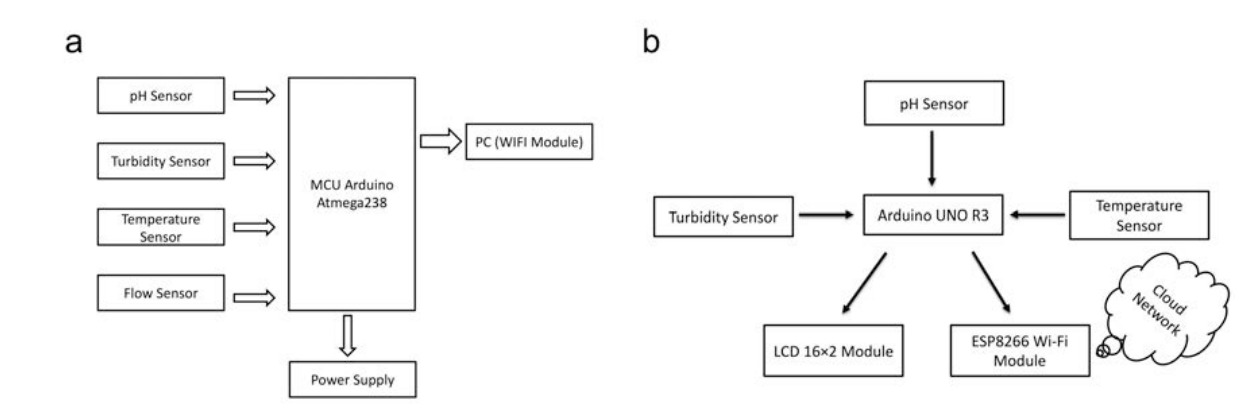 a
pH Sensor
Turbidity Sensor
Temperature
Sensor
Flow Sensor
MCU Arduino
Atmega238
PC (WIFI Module)
Power Supply
b
pH Sensor
Turbidity Sensor
Arduino UNO R3
Temperature
Sensor
LCD 16×2 Module
ESP8266 Wi-Fi
Module
Cloud
Network